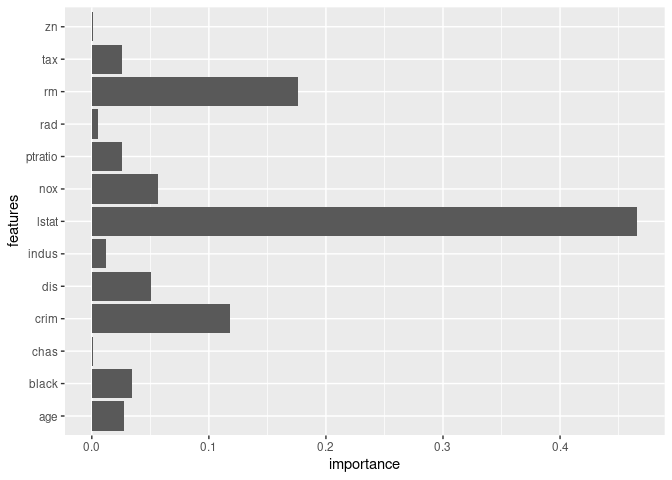 zn
tax
rm
rad
ptratio
nox
lstat
indus
dis
crim
chas
black
age
features
0.0 0.1 0.2 0.3 0.4
importance